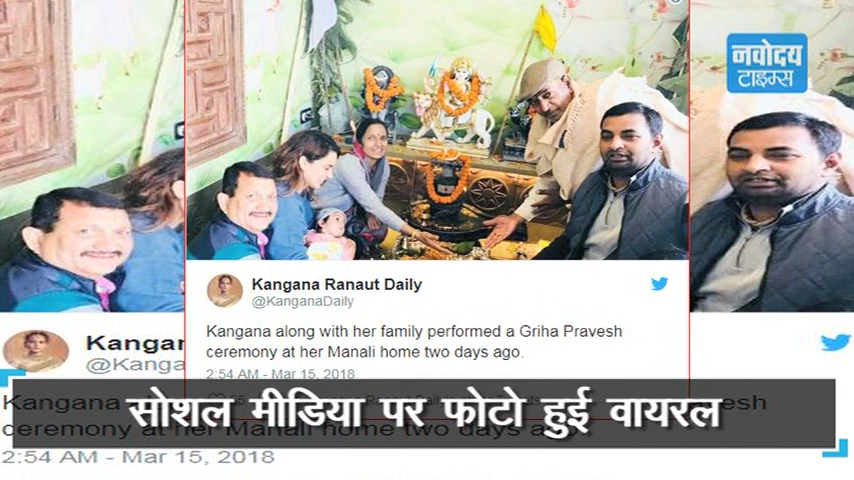 नवोदय
टाइम्स
Kangana Ranaut Daily
@KanganaDaily
Kangana along with her family performed a Griha Pravesh
ceremony at her Manali home two days ago.
2:54 AM - Mar 15, 2018
Kangar
@Kanga
सोशल मीडिया पर फोटो हुई वायरल
2:54 AM - Mar 15, 2018